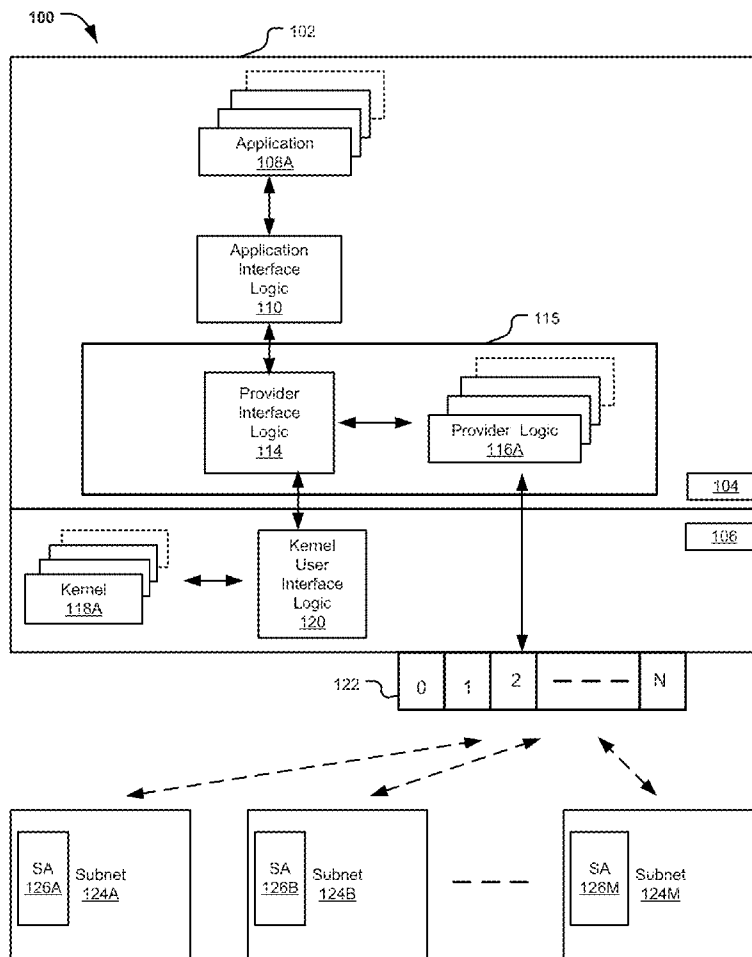 100
102
Application
108A
Application
Interface
Logic
110
115
Provider
Interface
Logic
114
Provider Logic
116A
104
106
Kernel
118A
Kernel
User
Interface
Logic
120
122
0 1 2 N
SA
126A
Subnet
124A
SA
126B
Subnet
124B
SA
126M
Subnet
124M